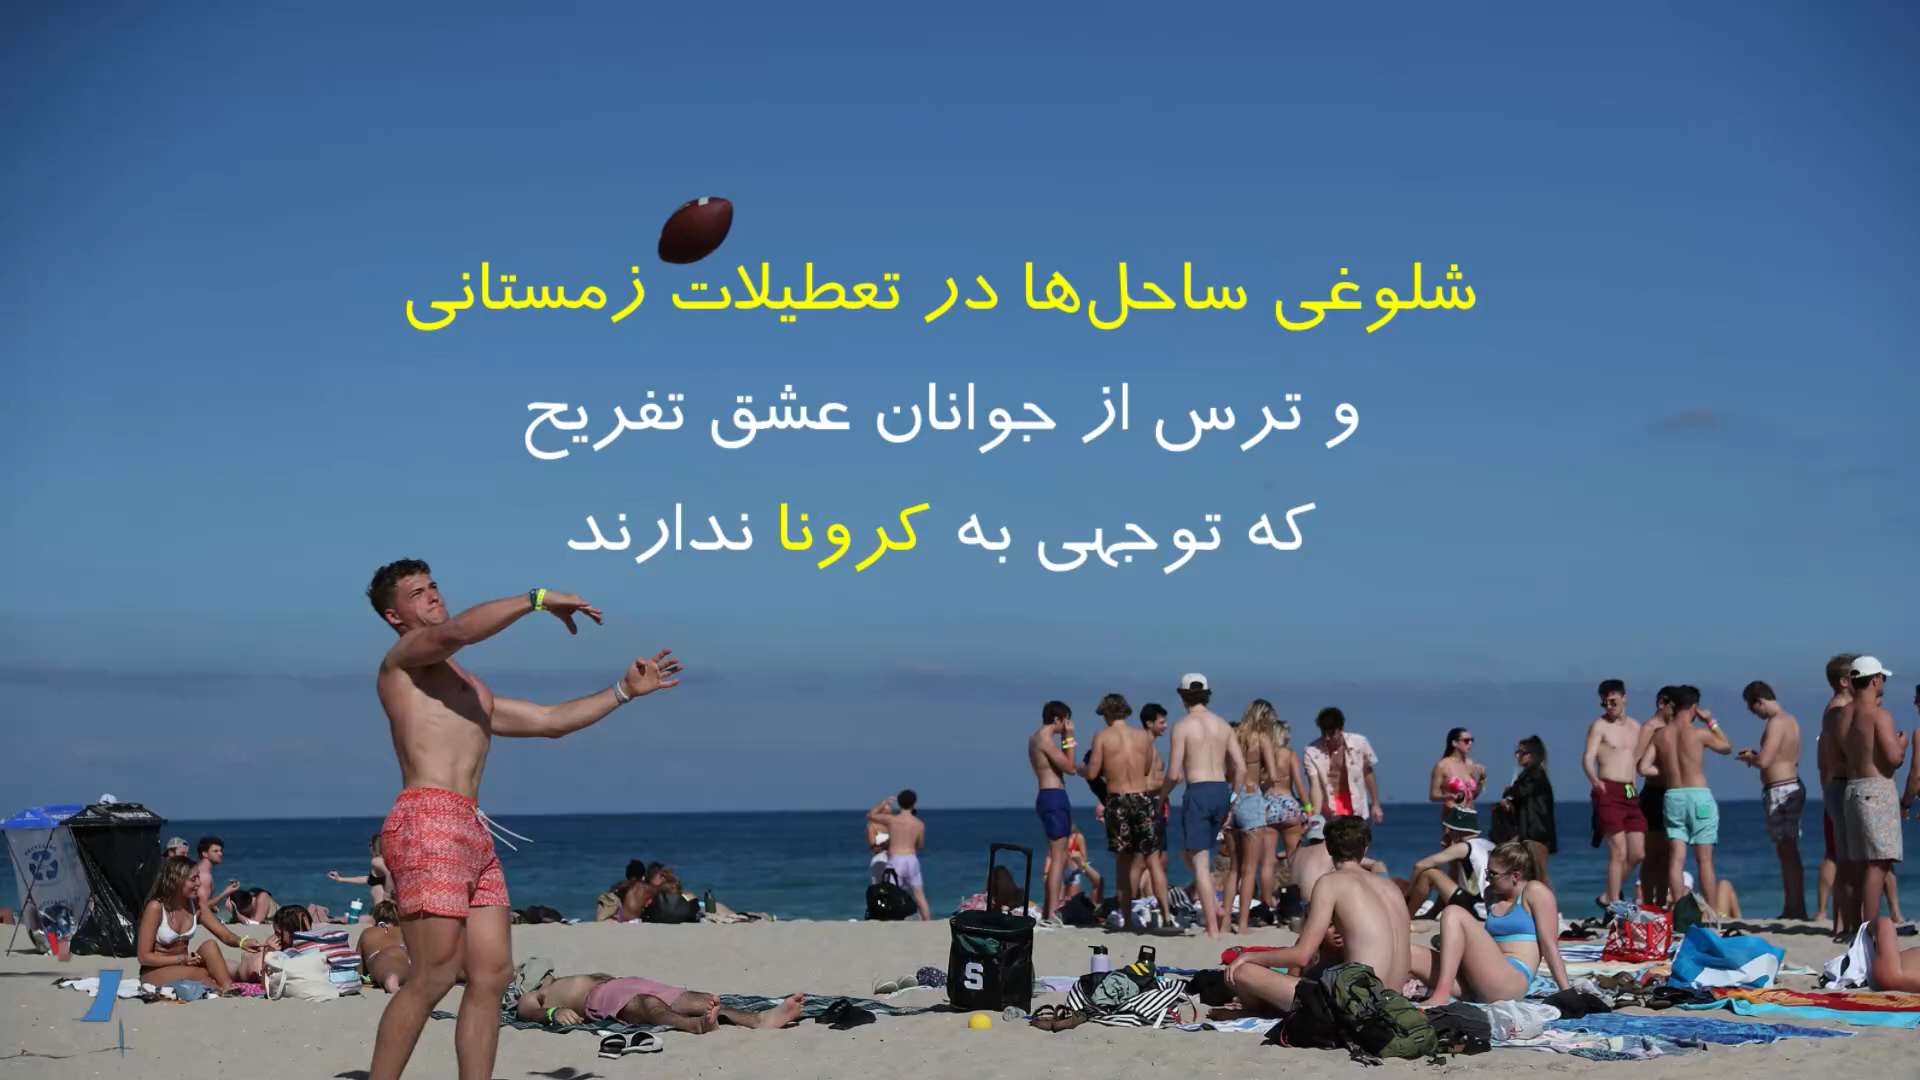 شلوغی ساحل‌ها در تعطیلات زمستانی
و ترس از جوانان عشق تفریح
که توجهی به کرونا ندارند
S